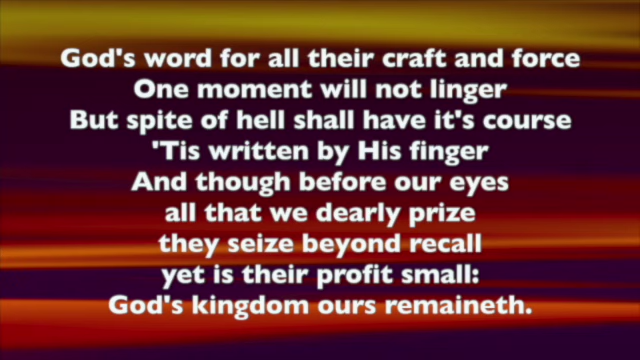 God's word for all their craft and force
One moment will not linger
But spite of hell shall have it's course
'Tis written by His finger
And though before our eyes
all that we dearly prize
they seize beyond recall
yet is their profit small:
God's kingdom ours remaineth.